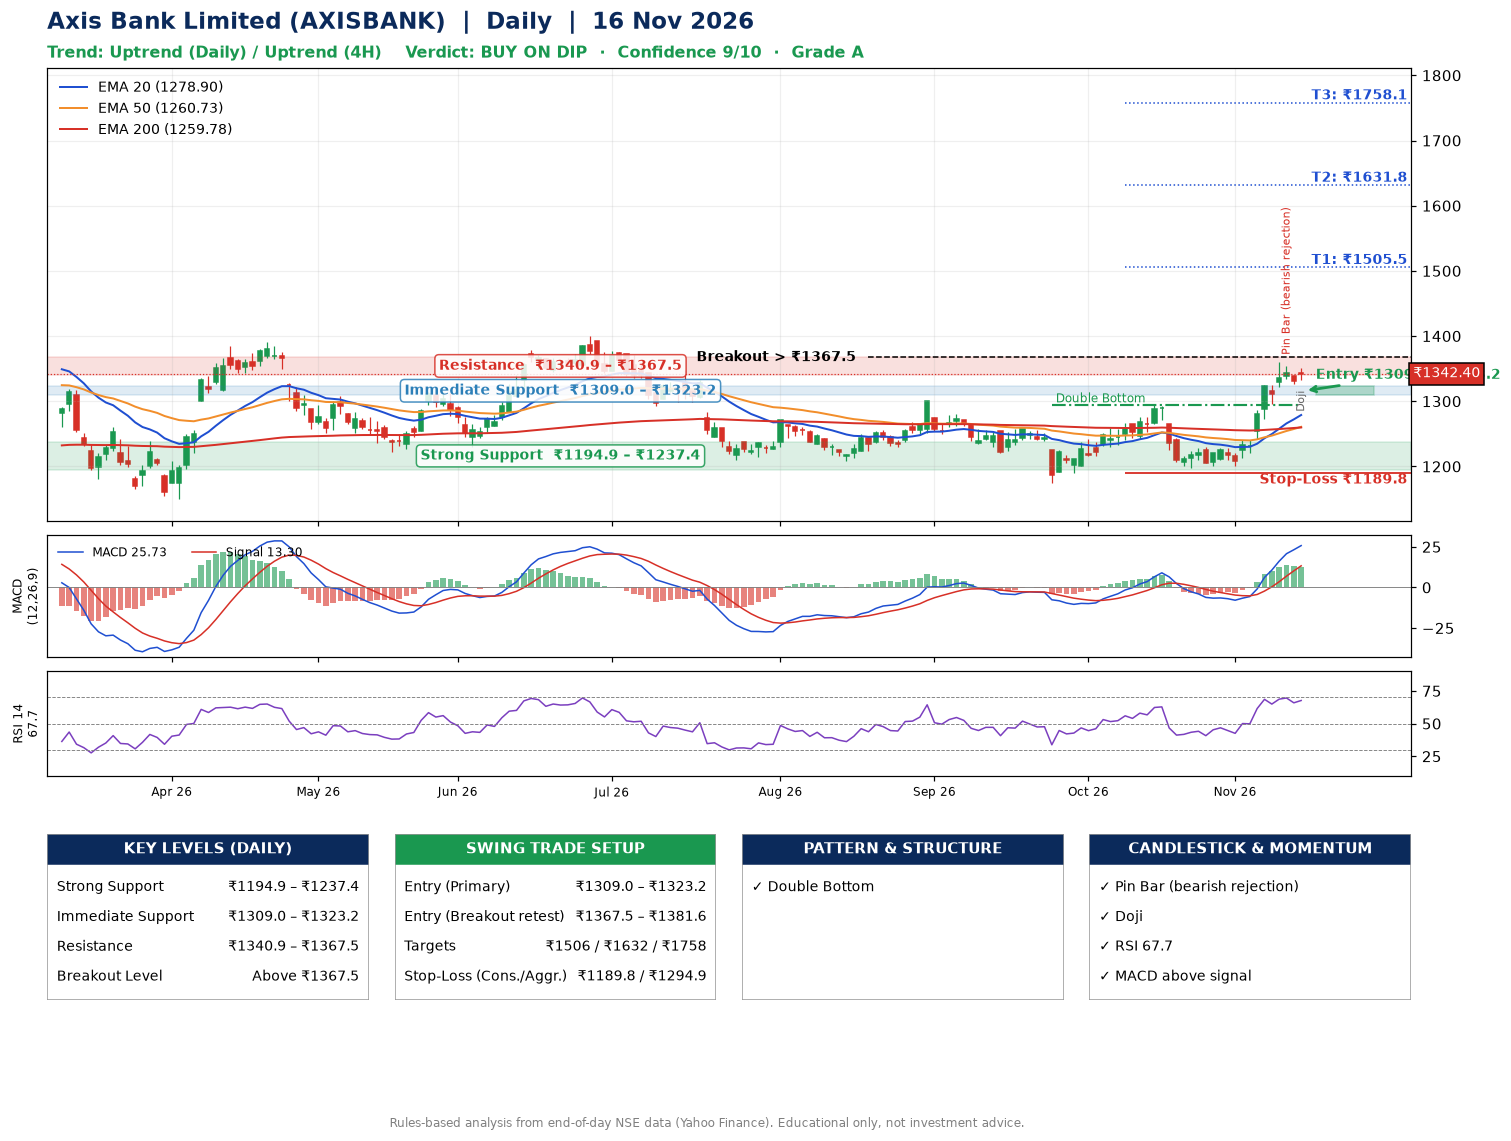 Axis Bank Limited (AXISBANK)  |  Daily  |  16 Nov 2026
Trend: Uptrend (Daily) / Uptrend (4H)     Verdict: BUY ON DIP  ·  Confidence 9/10  ·  Grade A
EMA 20 (1278.90)
EMA 50 (1260.73)
EMA 200 (1259.78)
T3: ₹1758.1
T2: ₹1631.8
T1: ₹1505.5
Pin Bar (bearish rejection)
Breakout > ₹1367.5
Resistance  ₹1340.9 – ₹1367.5
Immediate Support  ₹1309.0 – ₹1323.2
Strong Support  ₹1194.9 – ₹1237.4
Entry ₹1309
.2
₹1342.40
Double Bottom
Doji
Stop-Loss ₹1189.8
1800
1700
1600
1500
1400
1300
1200
MACD 25.73
Signal 13.30
MACD
(12,26,9)
25
0
−25
RSI 14
67.7
75
50
25
Apr 26
May 26
Jun 26
Jul 26
Aug 26
Sep 26
Oct 26
Nov 26
KEY LEVELS (DAILY)
Strong Support ₹1194.9 – ₹1237.4
Immediate Support ₹1309.0 – ₹1323.2
Resistance ₹1340.9 – ₹1367.5
Breakout Level Above ₹1367.5
SWING TRADE SETUP
Entry (Primary) ₹1309.0 – ₹1323.2
Entry (Breakout retest) ₹1367.5 – ₹1381.6
Targets ₹1506 / ₹1632 / ₹1758
Stop-Loss (Cons./Aggr.) ₹1189.8 / ₹1294.9
PATTERN & STRUCTURE
✓ Double Bottom
CANDLESTICK & MOMENTUM
✓ Pin Bar (bearish rejection)
✓ Doji
✓ RSI 67.7
✓ MACD above signal
Rules-based analysis from end-of-day NSE data (Yahoo Finance). Educational only, not investment advice.